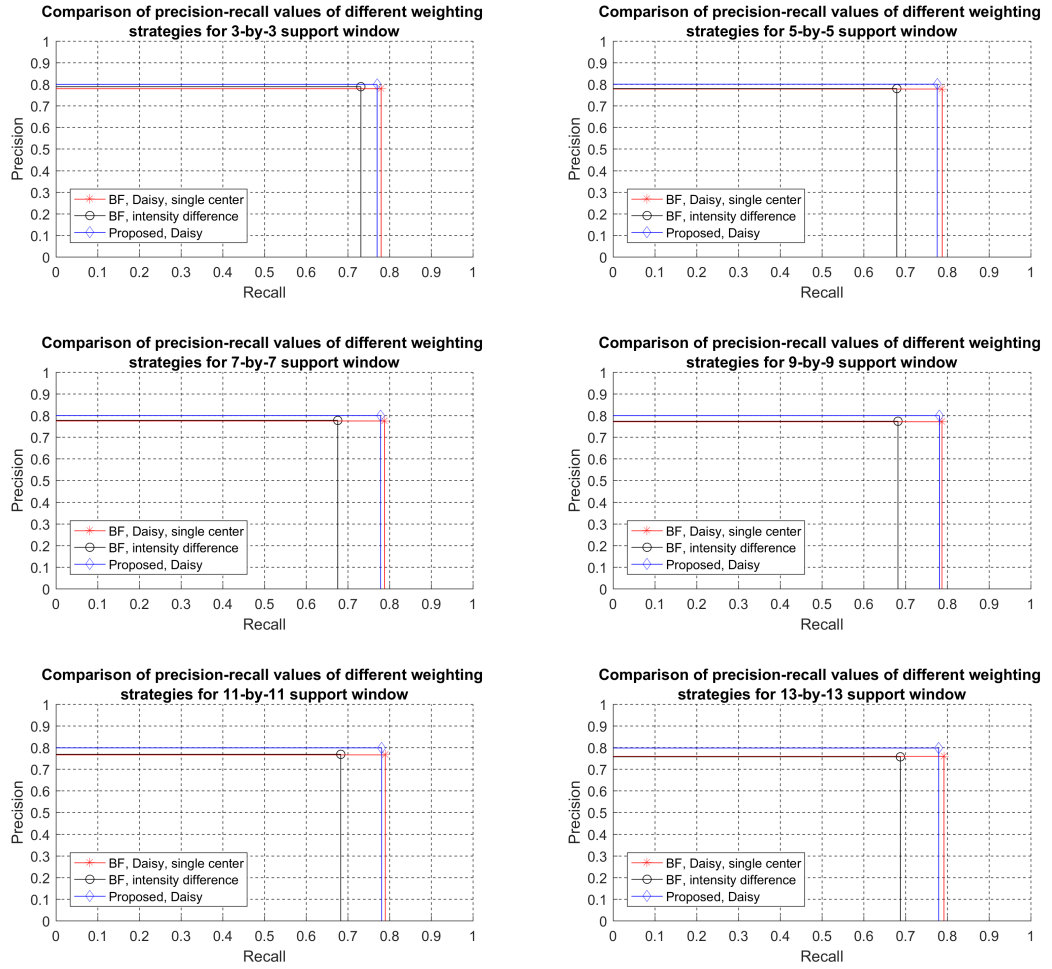 Comparison of precision-recall values of different weighting
strategies for 3-by-3 support window
1
0.9
0.8
0.7
0.6
0.5
0.4
0.3
0.2
0.1
0
Precision
BF, Daisy, single center
BF, intensity difference
Proposed, Daisy
0 0.1 0.2 0.3 0.4 0.5 0.6 0.7 0.8 0.9 1
Recall
Comparison of precision-recall values of different weighting
strategies for 5-by-5 support window
1
0.9
0.8
0.7
0.6
0.5
0.4
0.3
0.2
0.1
0
Precision
BF, Daisy, single center
BF, intensity difference
Proposed, Daisy
0 0.1 0.2 0.3 0.4 0.5 0.6 0.7 0.8 0.9 1
Recall
Comparison of precision-recall values of different weighting
strategies for 7-by-7 support window
1
0.9
0.8
0.7
0.6
0.5
0.4
0.3
0.2
0.1
0
Precision
BF, Daisy, single center
BF, intensity difference
Proposed, Daisy
0 0.1 0.2 0.3 0.4 0.5 0.6 0.7 0.8 0.9 1
Recall
Comparison of precision-recall values of different weighting
strategies for 9-by-9 support window
1
0.9
0.8
0.7
0.6
0.5
0.4
0.3
0.2
0.1
0
Precision
BF, Daisy, single center
BF, intensity difference
Proposed, Daisy
0 0.1 0.2 0.3 0.4 0.5 0.6 0.7 0.8 0.9 1
Recall
Comparison of precision-recall values of different weighting
strategies for 11-by-11 support window
1
0.9
0.8
0.7
0.6
0.5
0.4
0.3
0.2
0.1
0
Precision
BF, Daisy, single center
BF, intensity difference
Proposed, Daisy
0 0.1 0.2 0.3 0.4 0.5 0.6 0.7 0.8 0.9 1
Recall
Comparison of precision-recall values of different weighting
strategies for 13-by-13 support window
1
0.9
0.8
0.7
0.6
0.5
0.4
0.3
0.2
0.1
0
Precision
BF, Daisy, single center
BF, intensity difference
Proposed, Daisy
0 0.1 0.2 0.3 0.4 0.5 0.6 0.7 0.8 0.9 1
Recall